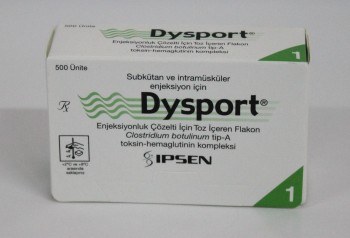 1
500 Ünite
Subkütan ve intramüsküler
enjeksiyon için
Dysport®
Enjeksiyonluk Çözelti İçin Toz İçeren Flakon
Clostridium botulinum tip-A
toksin-hemaglutinin kompleksi
IPSEN
1